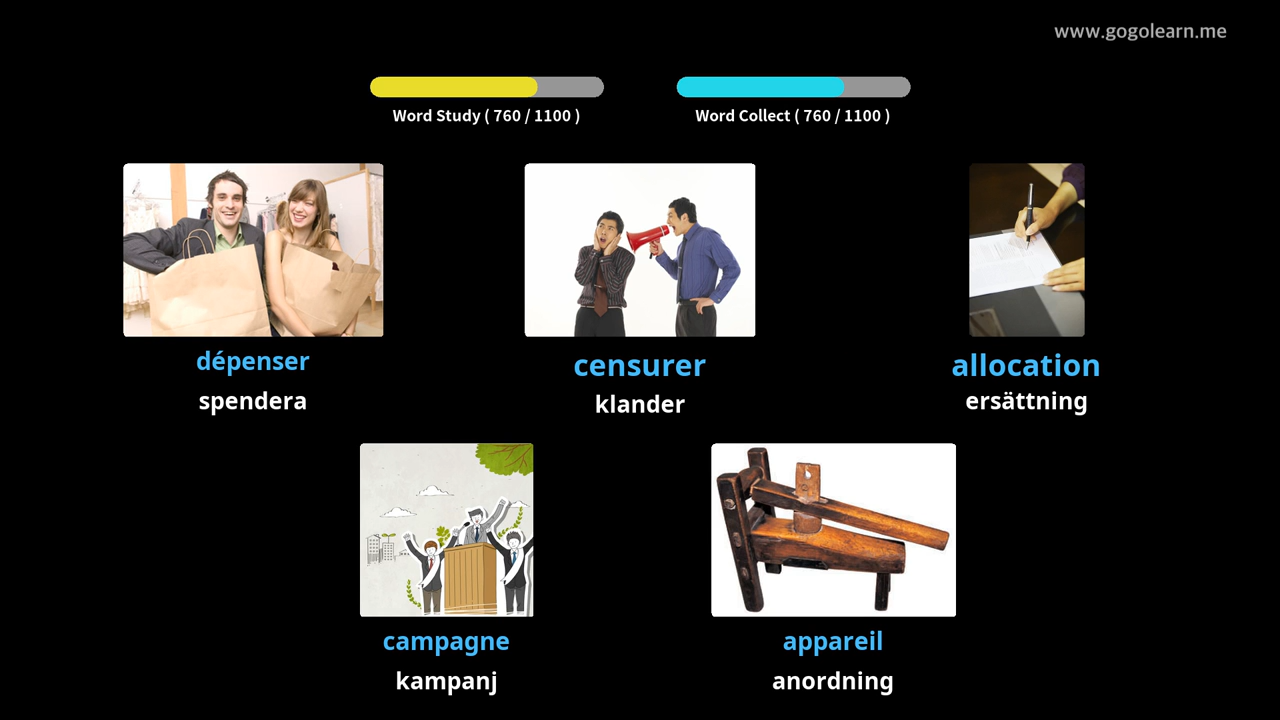 www.gogolearn.me
Word Study ( 760 / 1100 )
Word Collect ( 760 / 1100 )
dépenser
spendera
censurer
klander
allocation
ersättning
campagne
kampanj
appareil
anordning